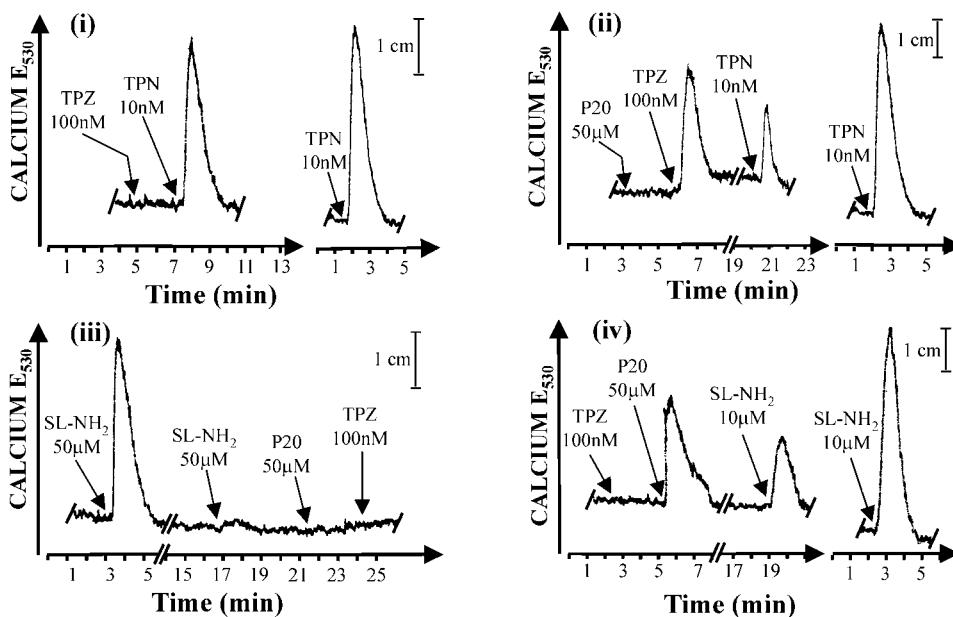 (i)
CALCIUM E530
TPZ
100nM
TPN
10nM
TPN
10nM
1 cm
1 3 5 7 9 11 13
1 3 5
Time (min)
(ii)
CALCIUM E530
P20
50μM
TPZ
100nM
TPN
10nM
TPN
10nM
1 cm
1 3 5 7 19 21 23
1 3 5
Time (min)
(iii)
CALCIUM E530
SL-NH2
50μM
SL-NH2
50μM
P20
50μM
TPZ
100nM
1 cm
1 3 5 15 17 19 21 23 25
Time (min)
(iv)
CALCIUM E530
TPZ
100nM
P20
50μM
SL-NH2
10μM
SL-NH2
10μM
1 cm
1 3 5 7 17 19
1 3 5
Time (min)